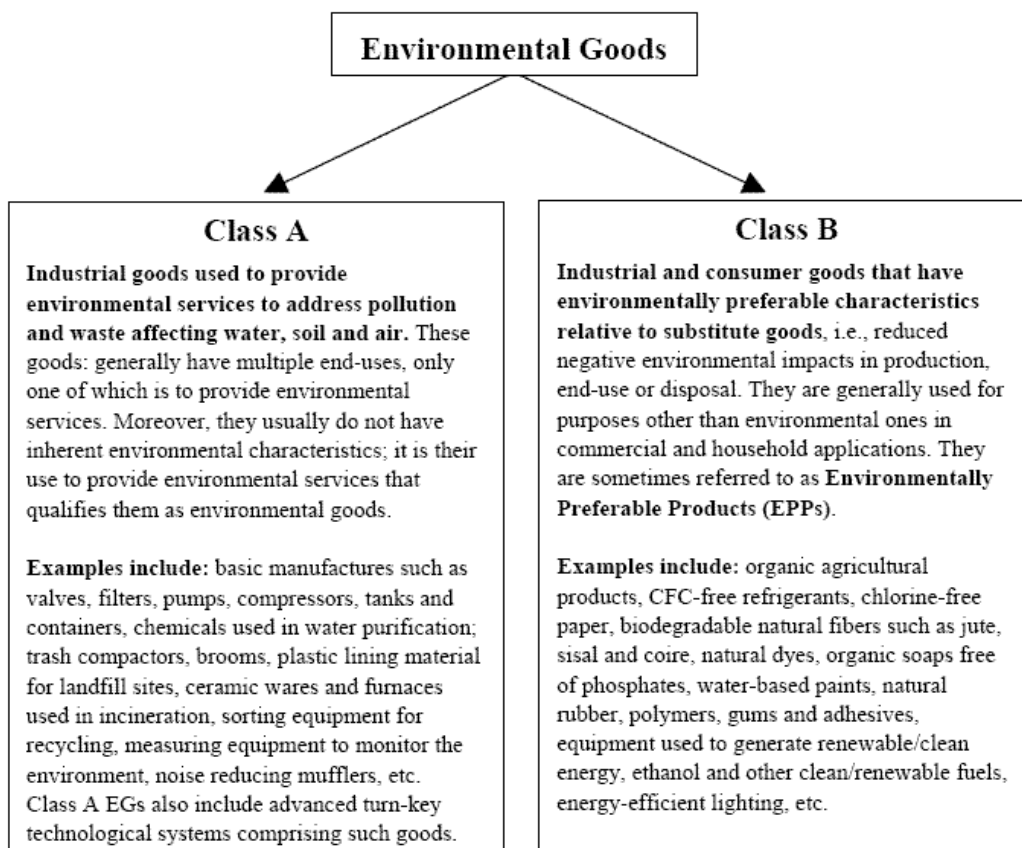 Environmental Goods
Class A
Industrial goods used to provide
environmental services to address pollution
and waste affecting water, soil and air. These
goods: generally have multiple end-uses, only
one of which is to provide environmental
services. Moreover, they usually do not have
inherent environmental characteristics; it is their
use to provide environmental services that
qualifies them as environmental goods.
Examples include: basic manufactures such as
valves, filters, pumps, compressors, tanks and
containers, chemicals used in water purification;
trash compactors, brooms, plastic lining material
for landfill sites, ceramic wares and furnaces
used in incineration, sorting equipment for
recycling, measuring equipment to monitor the
environment, noise reducing mufflers, etc.
Class A EGs also include advanced turn-key
technological systems comprising such goods.
Class B
Industrial and consumer goods that have
environmentally preferable characteristics
relative to substitute goods, i.e., reduced
negative environmental impacts in production,
end-use or disposal. They are generally used for
purposes other than environmental ones in
commercial and household applications. They
are sometimes referred to as Environmentally
Preferable Products (EPPs).
Examples include: organic agricultural
products, CFC-free refrigerants, chlorine-free
paper, biodegradable natural fibers such as jute,
sisal and coire, natural dyes, organic soaps free
of phosphates, water-based paints, natural
rubber, polymers, gums and adhesives,
equipment used to generate renewable/clean
energy, ethanol and other clean/renewable fuels,
energy-efficient lighting, etc.